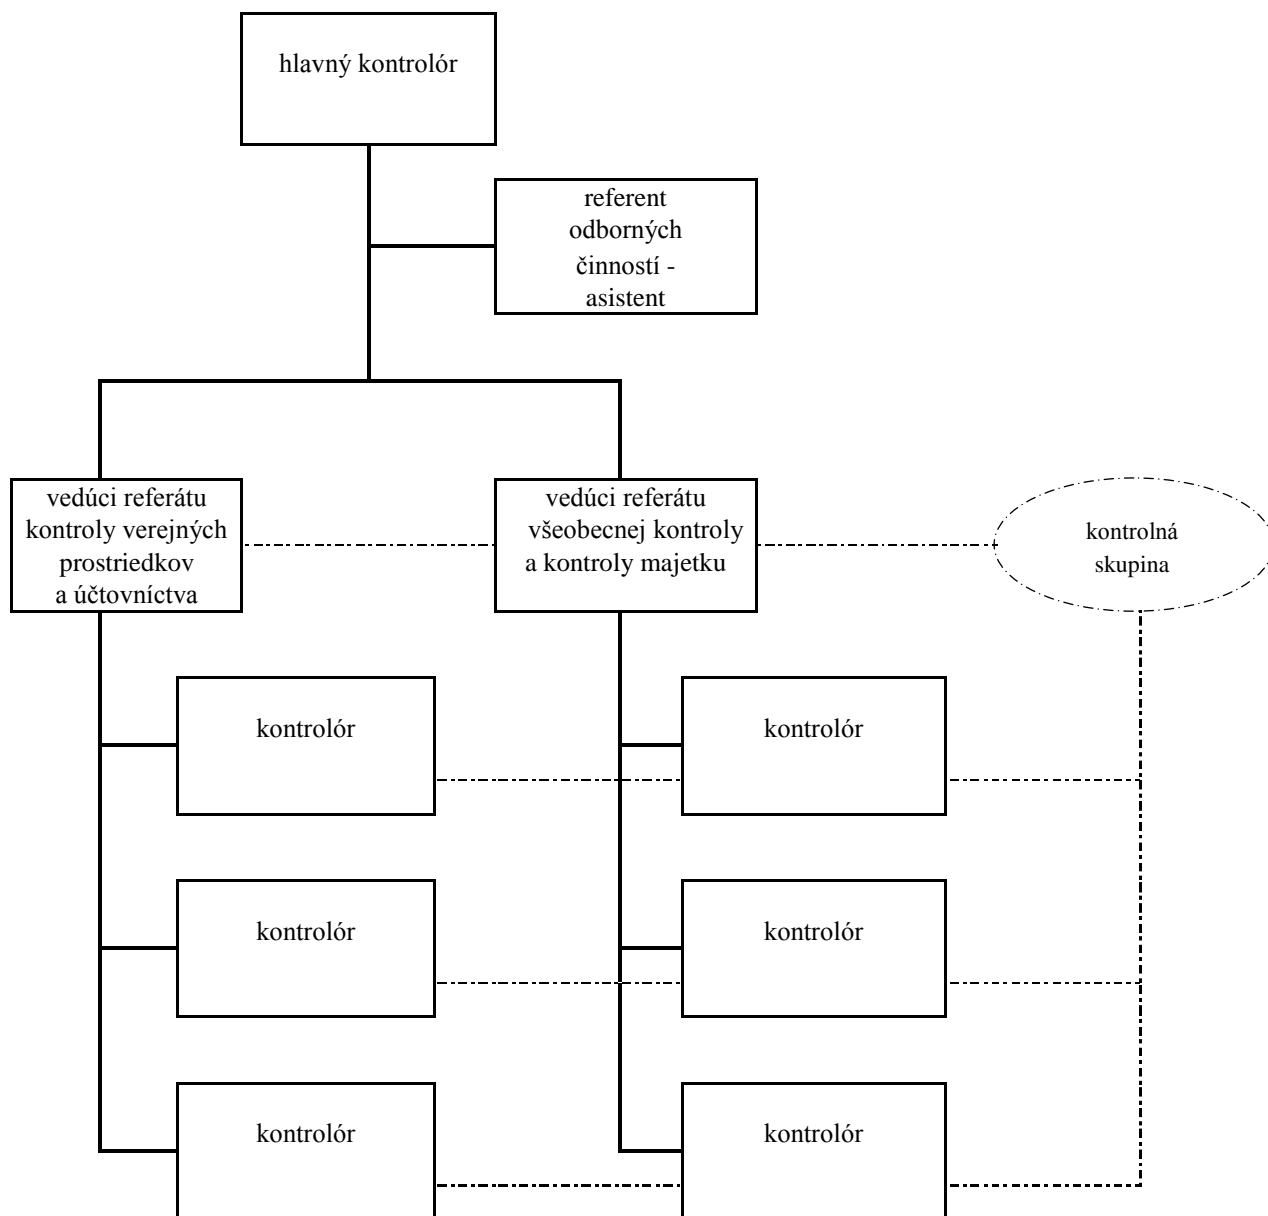 hlavný kontrolór
referent
odborných
činností -
asistent
vedúci referátu
kontroly verejných
prostriedkov
a účtovníctva
vedúci referátu
všeobecnej kontroly
a kontroly majetku
kontrolná
skupina
kontrolór
kontrolór
kontrolór
kontrolór
kontrolór
kontrolór